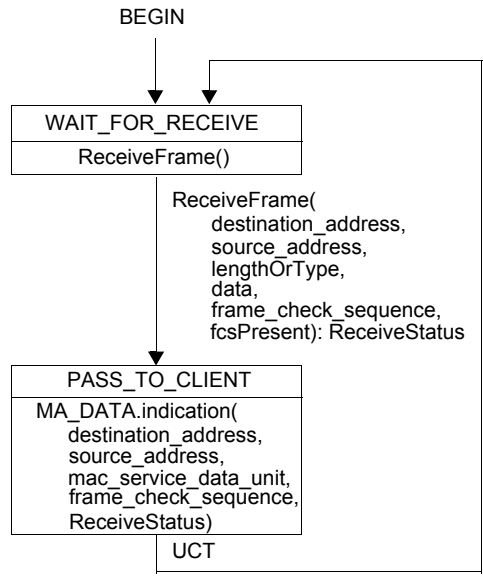 BEGIN
WAIT_FOR_RECEIVE
ReceiveFrame()
ReceiveFrame(
destination_address,
source_address,
lengthOrType,
data,
frame_check_sequence,
fcsPresent): ReceiveStatus
PASS_TO_CLIENT
MA_DATA.indication(
destination_address,
source_address,
mac_service_data_unit,
frame_check_sequence,
ReceiveStatus)
UCT